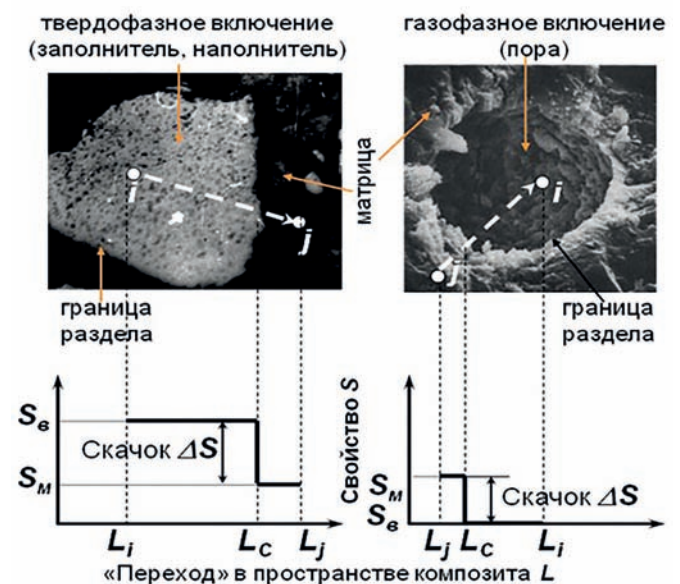 твердофазное включение
(заполнитель, наполнитель)
газофазное включение
(пора)
матрица
i
j
i
j
граница
раздела
граница
раздела
Sв
Sм
Скачок ΔS
Li
LC
Lj
Свойство S
Sм
Sв
Скачок ΔS
Lj
LC
Li
«Переход» в пространстве композита L